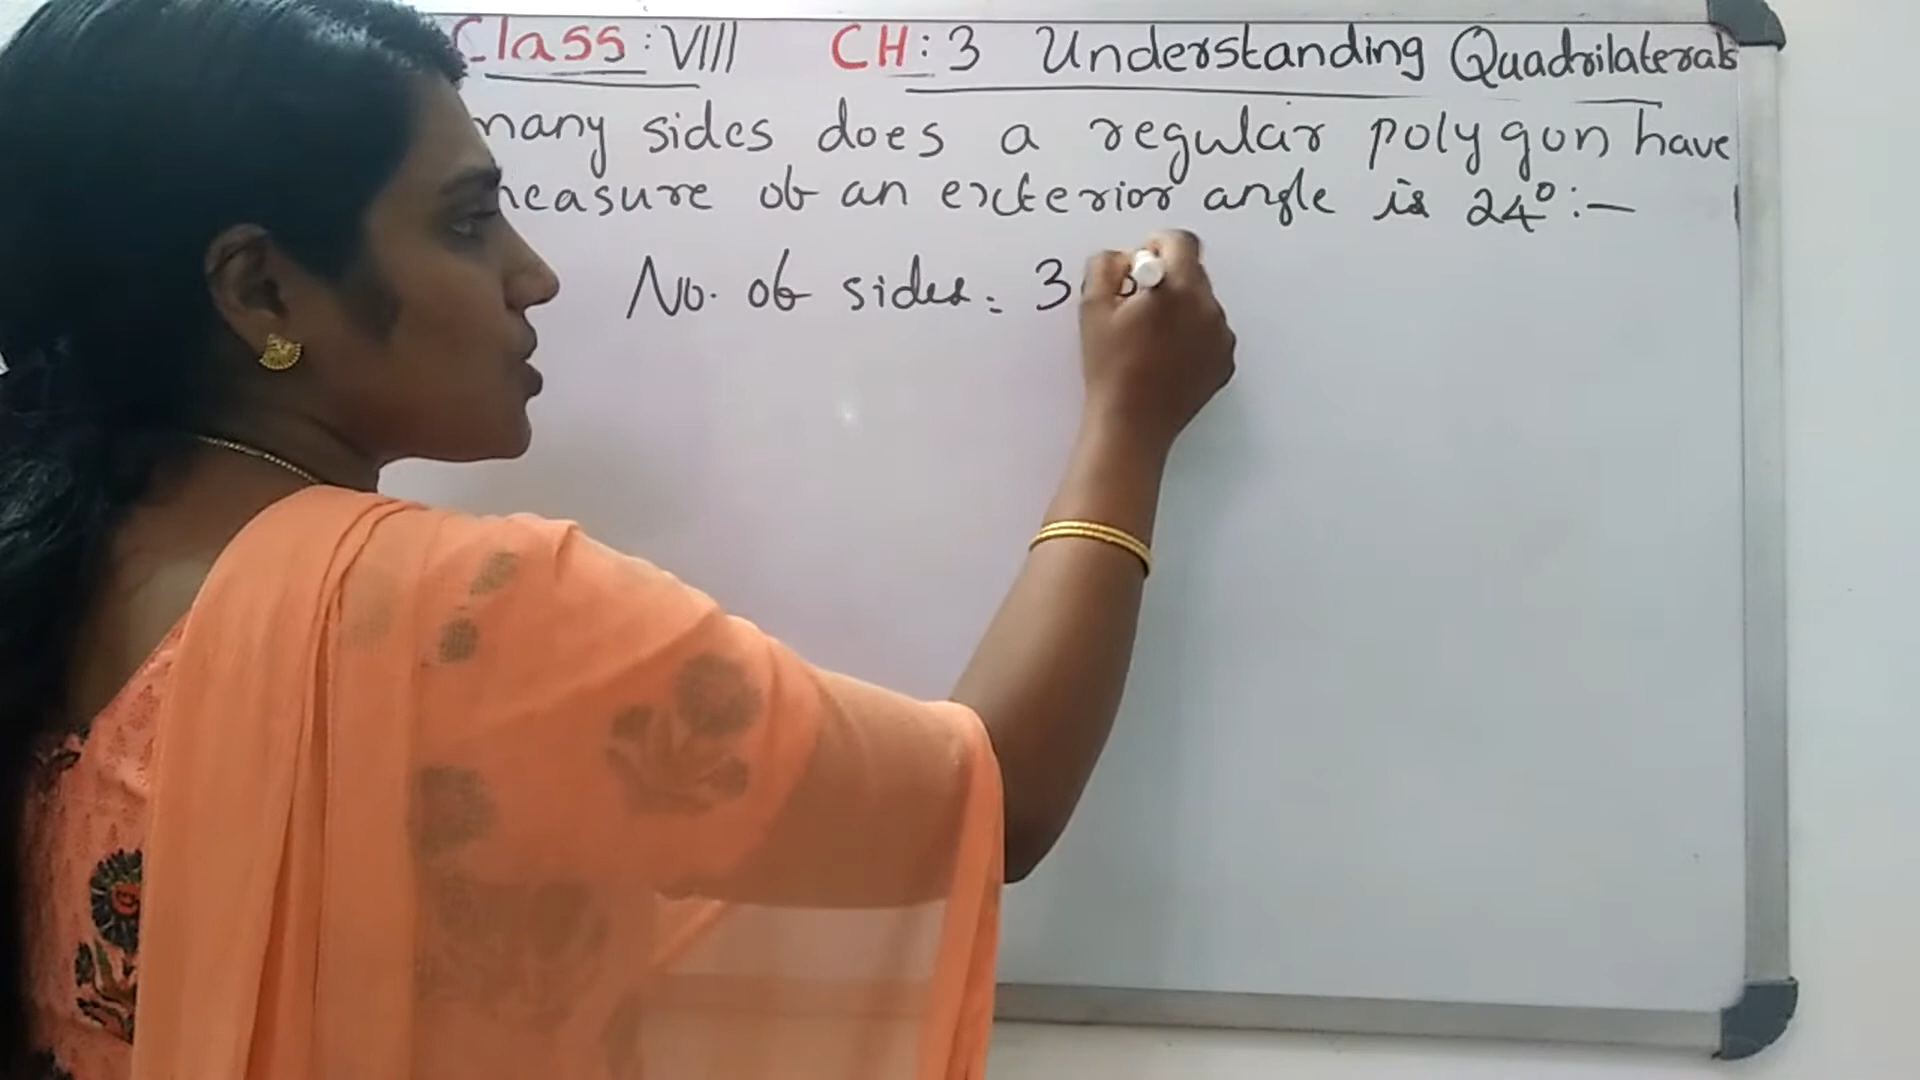 Class: VIII CH: 3 Understanding Quadrilaterals
many sides does a regular polygon have
measure of an exterior angle is 24°:-
No. of sides = 3